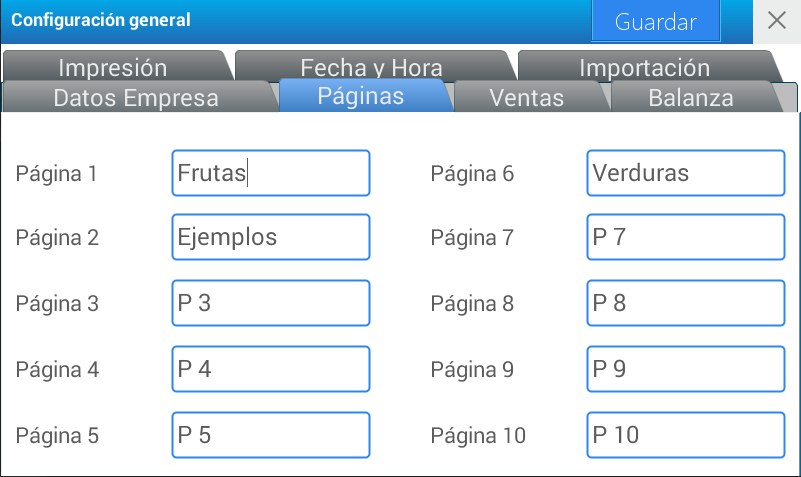 Configuración general Guardar
Impresión Fecha y Hora Importación
Datos Empresa Páginas Ventas Balanza
Página 1 Frutas Página 6 Verduras
Página 2 Ejemplos Página 7 P 7
Página 3 P 3 Página 8 P 8
Página 4 P 4 Página 9 P 9
Página 5 P 5 Página 10 P 10